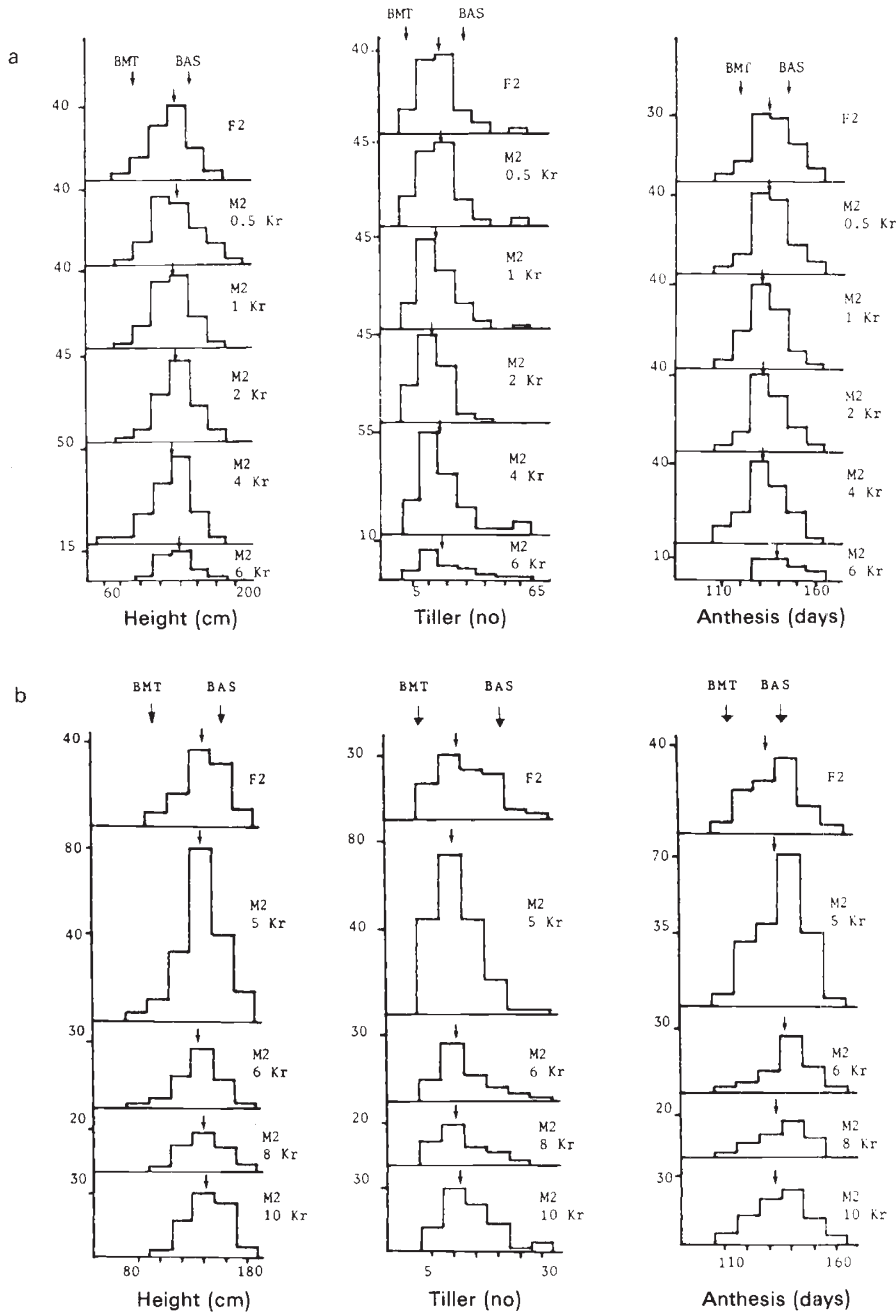 a
BMT BAS
40
F2
40
M2
0.5 Kr
40
M2
1 Kr
45
M2
2 Kr
50
M2
4 Kr
15
M2
6 Kr
60 200
Height (cm)
BMT BAS
40
F2
45
M2
0.5 Kr
45
M2
1 Kr
45
M2
2 Kr
55
M2
4 Kr
10
M2
6 Kr
5 65
Tiller (no)
BMT BAS
30
F2
40
M2
0.5 Kr
40
M2
1 Kr
40
M2
2 Kr
40
M2
4 Kr
10
M2
6 Kr
110 160
Anthesis (days)
b
BMT BAS
40
F2
80
40
M2
5 Kr
30
M2
6 Kr
20
M2
8 Kr
30
M2
10 Kr
80 180
Height (cm)
BMT BAS
30
F2
80
40
M2
5 Kr
30
M2
6 Kr
20
M2
8 Kr
30
M2
10 Kr
5 30
Tiller (no)
BMT BAS
40
F2
70
35
M2
5 Kr
30
M2
6 Kr
20
M2
8 Kr
30
M2
10 Kr
110 160
Anthesis (days)